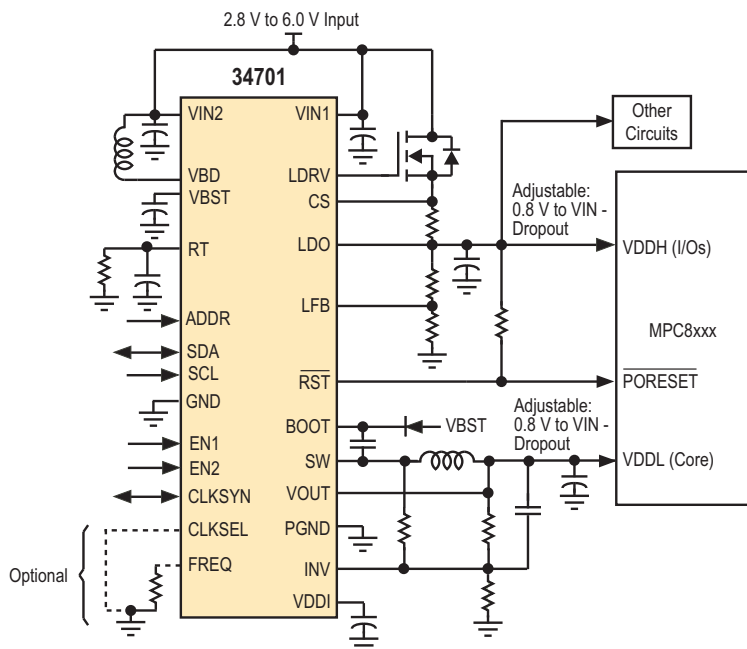 2.8 V to 6.0 V Input
34701
VIN2
VIN1
Other
Circuits
VBD
LDRV
VBST
CS
Adjustable:
0.8 V to VIN -
Dropout
RT
LDO
VDDH (I/Os)
LFB
ADDR
MPC8xxx
SDA
SCL
RST
PORESET
GND
Adjustable:
0.8 V to VIN -
Dropout
BOOT
VBST
EN1
SW
VDDL (Core)
EN2
VOUT
CLKSYN
CLKSEL
PGND
Optional
FREQ
INV
VDDI